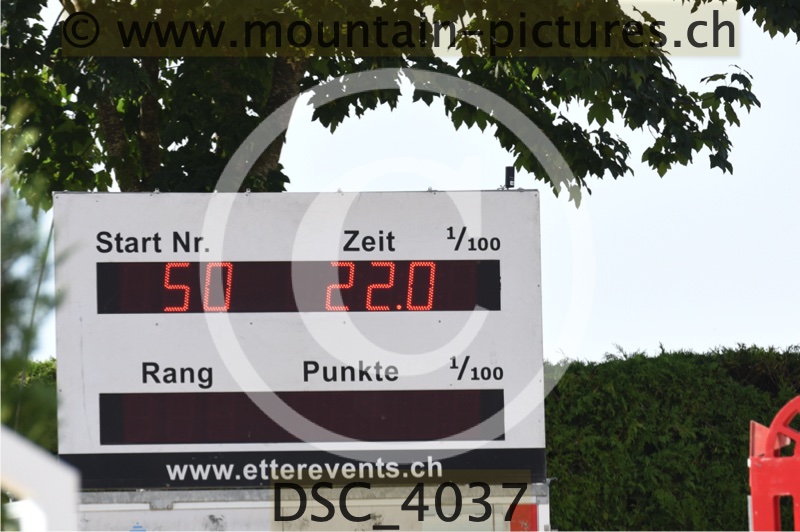 © www.mountain-pictures.ch
Start Nr. Zeit 1/100
50 22.0
Rang Punkte 1/100
www.etterevents.ch
DSC_4037